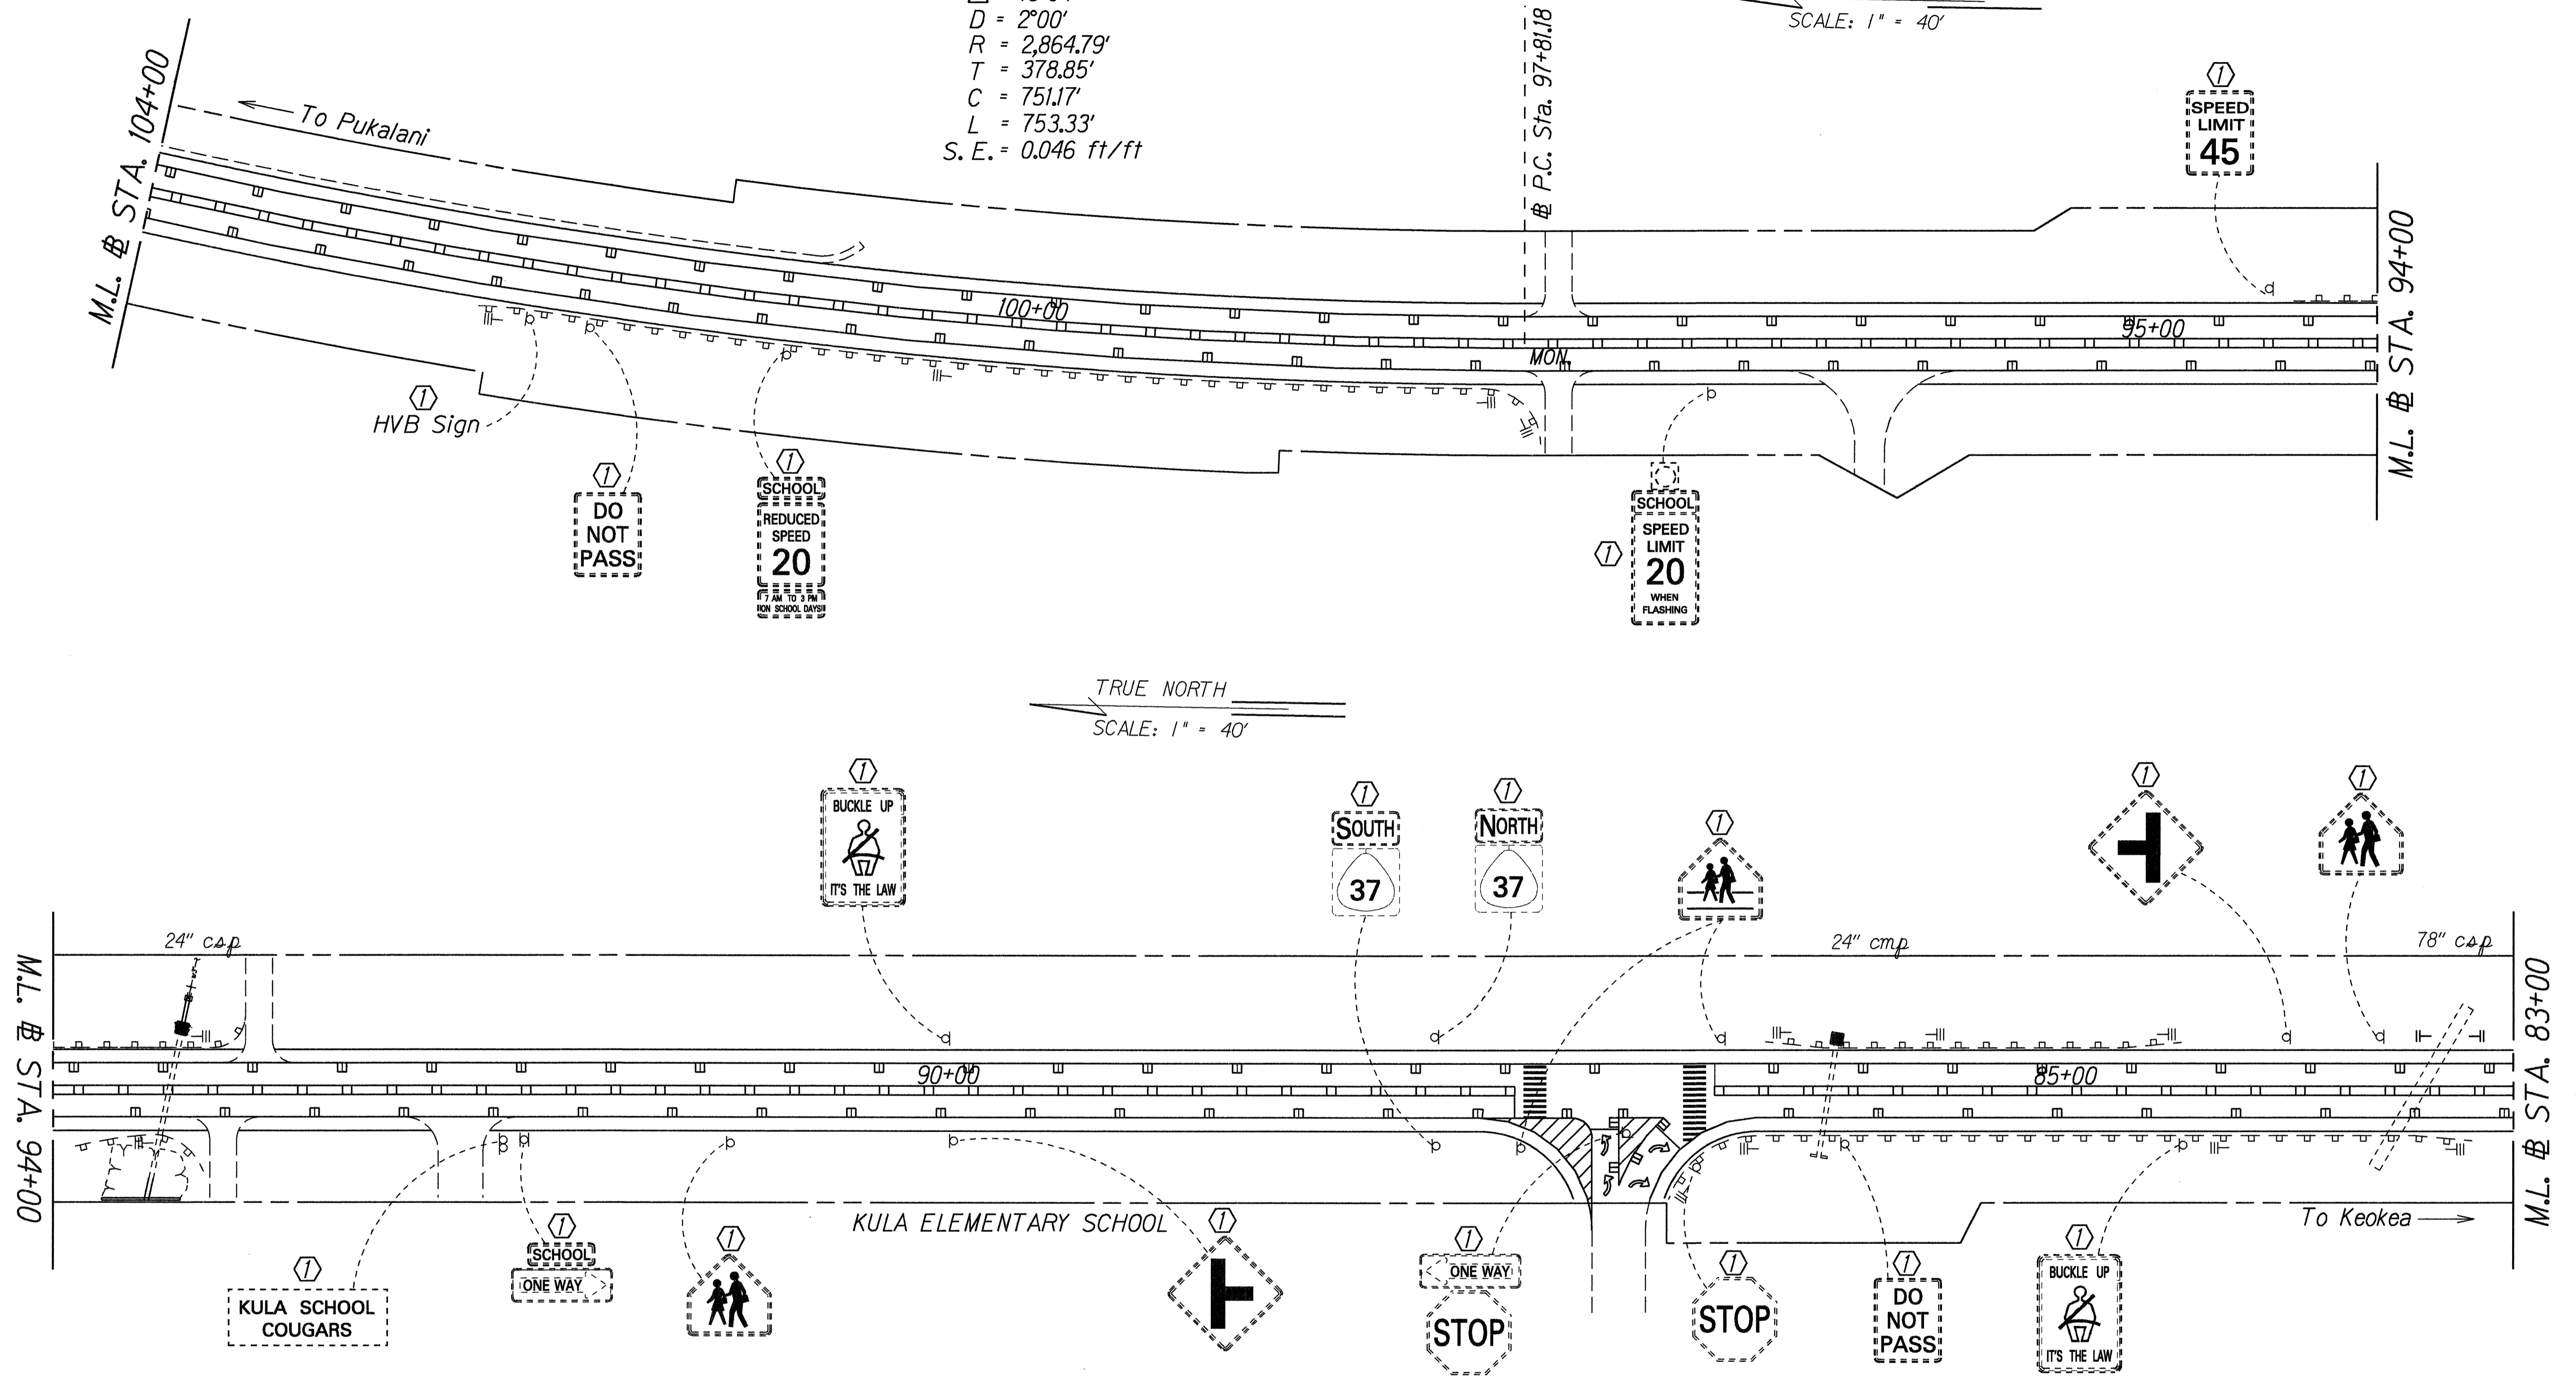 D = 2°00'
R = 2,864.79'
T = 378.85'
C = 751.17'
L = 753.33'
S. E. = 0.046 ft/ft
SCALE: 1" = 40'
℄ P.C. Sta. 97+81.18
M.L. ℄ STA. 104+00
To Pukalani
1
SPEED
LIMIT
45
100+00
95+00
MON.
M.L. ℄ STA. 94+00
1
HVB Sign
1
DO
NOT
PASS
1
SCHOOL
REDUCED
SPEED
20
7 AM TO 3 PM
ON SCHOOL DAYS
1
SCHOOL
SPEED
LIMIT
20
WHEN
FLASHING
TRUE NORTH
SCALE: 1" = 40'
1
BUCKLE UP
IT'S THE LAW
1
SOUTH
37
1
NORTH
37
1
1
1
24" csp
24" cmp
78" csp
M.L. ℄ STA. 94+00
90+00
85+00
M.L. ℄ STA. 83+00
KULA ELEMENTARY SCHOOL
To Keokea
1
KULA SCHOOL
COUGARS
1
SCHOOL
ONE WAY
1
1
1
ONE WAY
STOP
1
STOP
1
DO
NOT
PASS
1
BUCKLE UP
IT'S THE LAW